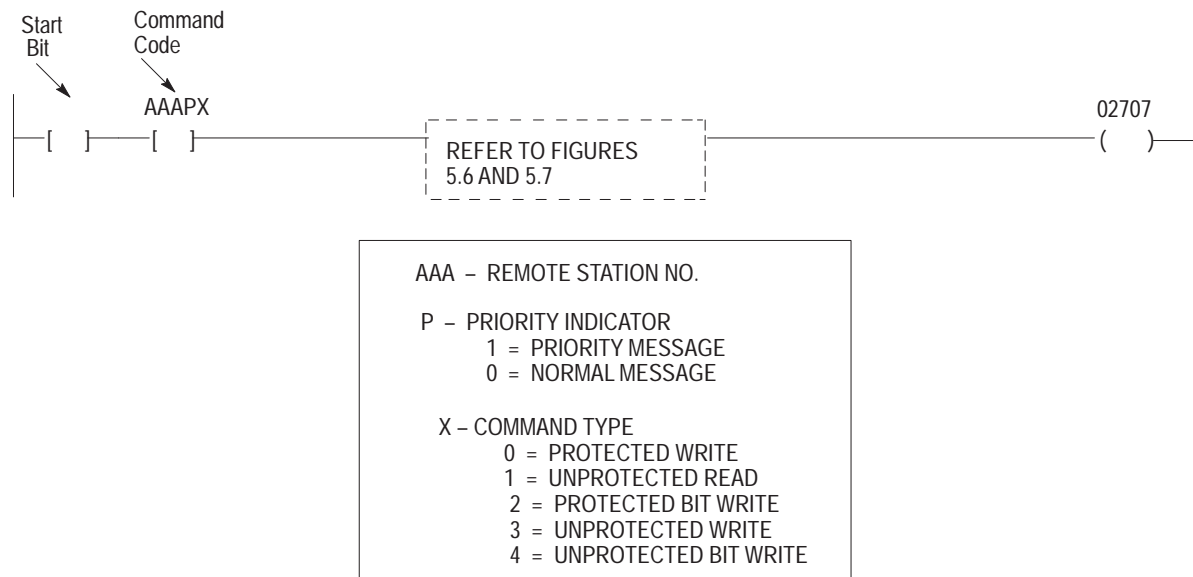 Start
Bit
Command
Code
AAAPX
02707
[ ]
[ ]
( )
REFER TO FIGURES
5.6 AND 5.7
AAA – REMOTE STATION NO.
P – PRIORITY INDICATOR
1 = PRIORITY MESSAGE
0 = NORMAL MESSAGE
X – COMMAND TYPE
0 = PROTECTED WRITE
1 = UNPROTECTED READ
2 = PROTECTED BIT WRITE
3 = UNPROTECTED WRITE
4 = UNPROTECTED BIT WRITE